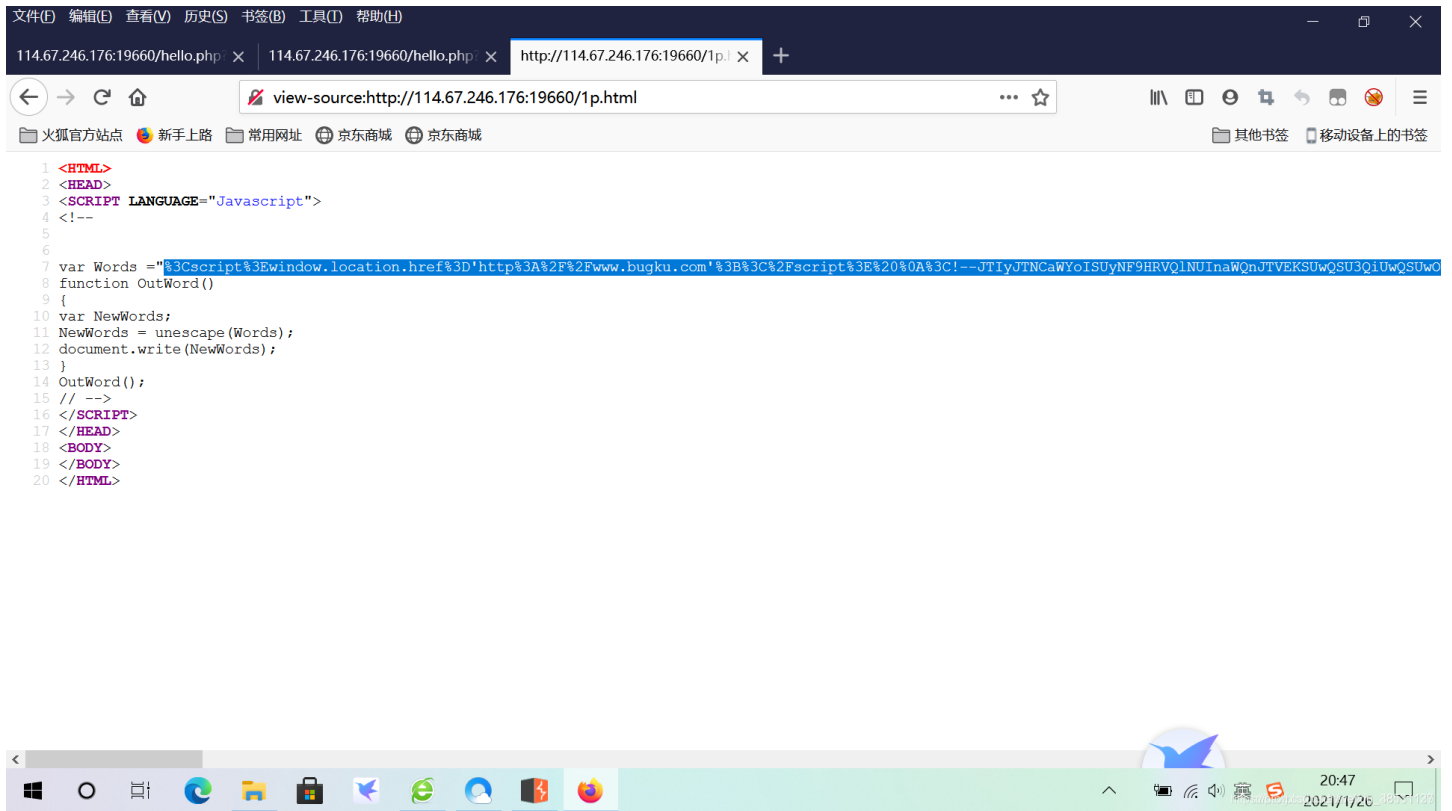 文件(F) 编辑(E) 查看(V) 历史(S) 书签(B) 工具(T) 帮助(H)
114.67.246.176:19660/hello.php? 114.67.246.176:19660/hello.php? http://114.67.246.176:19660/1p.
view-source:http://114.67.246.176:19660/1p.html
火狐官方站点 新手上路 常用网址 京东商城 京东商城 其他书签 移动设备上的书签
1 <HTML>
2 <HEAD>
3 <SCRIPT LANGUAGE="Javascript">
4 <!--
5
6
7 var Words ="%3Cscript%3Ewindow.location.href%3D'http%3A%2F%2Fwww.bugku.com'%3B%3C%2Fscript%3E%20%0A%3C!--JTIyJTNCaWYoISUyNF9HRVQlNUInaWQnJTVEKSUwQSU3QiUwQSUwO
8 function OutWord()
9 {
10 var NewWords;
11 NewWords = unescape(Words);
12 document.write(NewWords);
13 }
14 OutWord();
15 // -->
16 </SCRIPT>
17 </HEAD>
18 <BODY>
19 </BODY>
20 </HTML>
英
20:47
2021/1/26